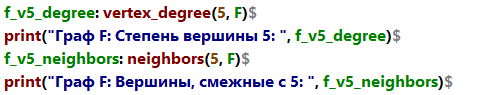 f_v5_degree: vertex_degree(5, F)$
print("Граф F: Степень вершины 5: ", f_v5_degree)$
f_v5_neighbors: neighbors(5, F)$
print("Граф F: Вершины, смежные с 5: ", f_v5_neighbors)$